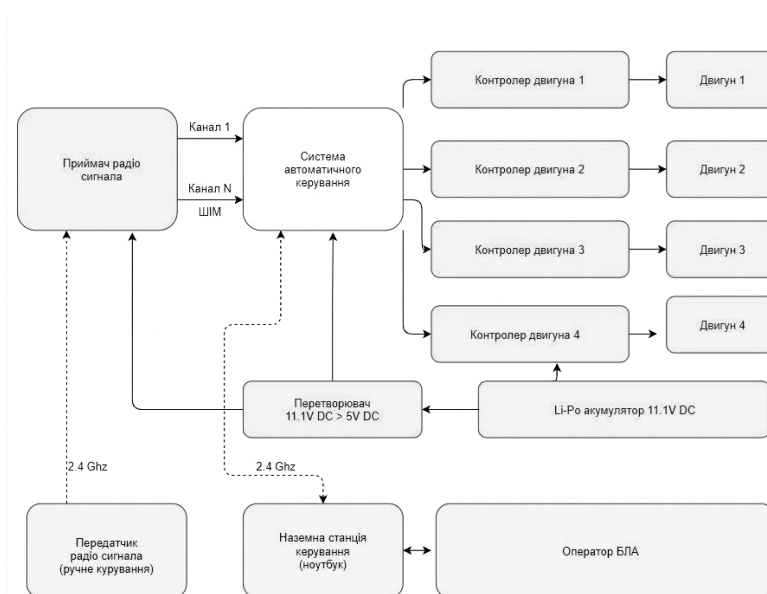 Контролер двигуна 1
Двигун 1
Канал 1
Приймач радіо
сигнала
Система
автоматичного
керування
Контролер двигуна 2
Двигун 2
Канал N
ШІМ
Контролер двигуна 3
Двигун 3
Контролер двигуна 4
Двигун 4
Перетворювач
11.1V DC > 5V DC
Li-Po акумулятор 11.1V DC
2.4 Ghz
2.4 Ghz
Передатчик
радіо сигнала
(ручне курування)
Наземна станція
керування
(ноутбук)
Оператор БЛА